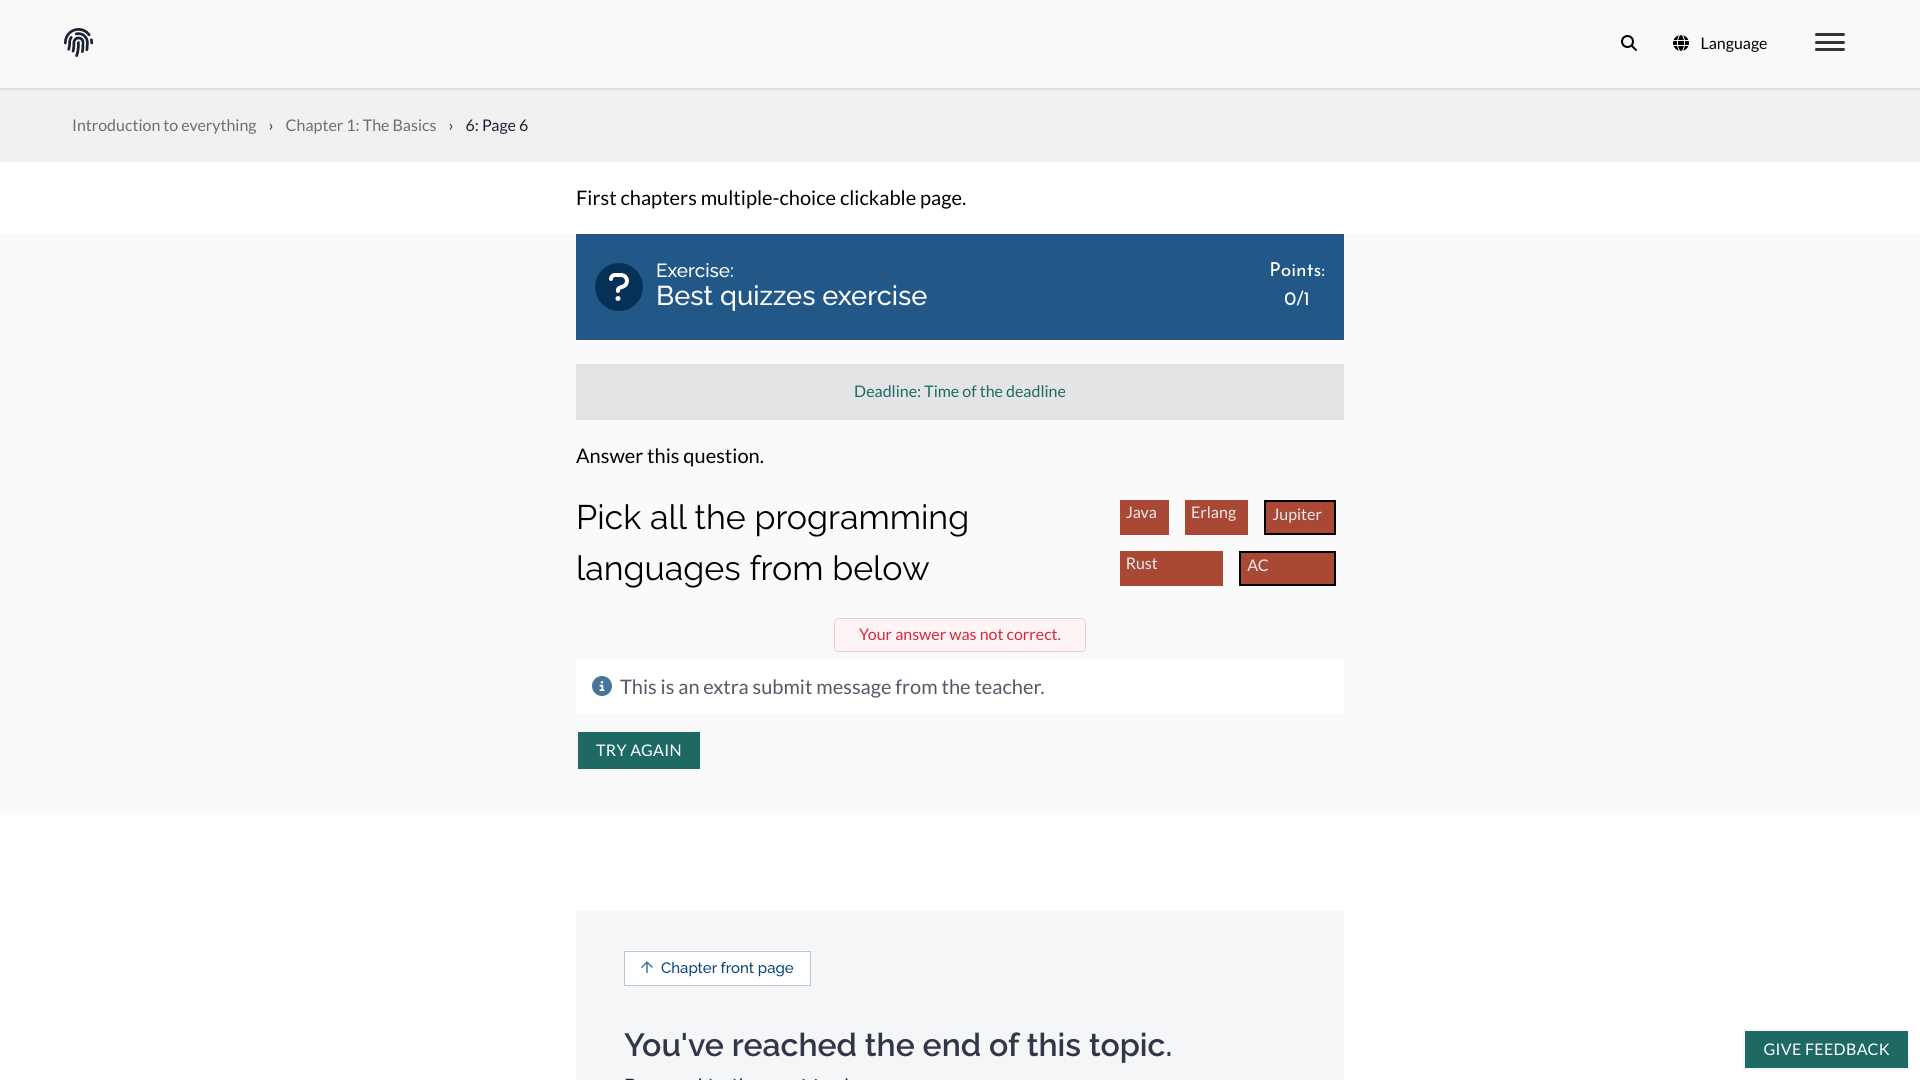 Language
Introduction to everything › Chapter 1: The Basics › 6: Page 6
First chapters multiple-choice clickable page.
Exercise:
Best quizzes exercise
Points:
0/1
Deadline: Time of the deadline
Answer this question.
Pick all the programming
languages from below
Java
Erlang
Jupiter
Rust
AC
Your answer was not correct.
This is an extra submit message from the teacher.
TRY AGAIN
Chapter front page
You've reached the end of this topic.
GIVE FEEDBACK